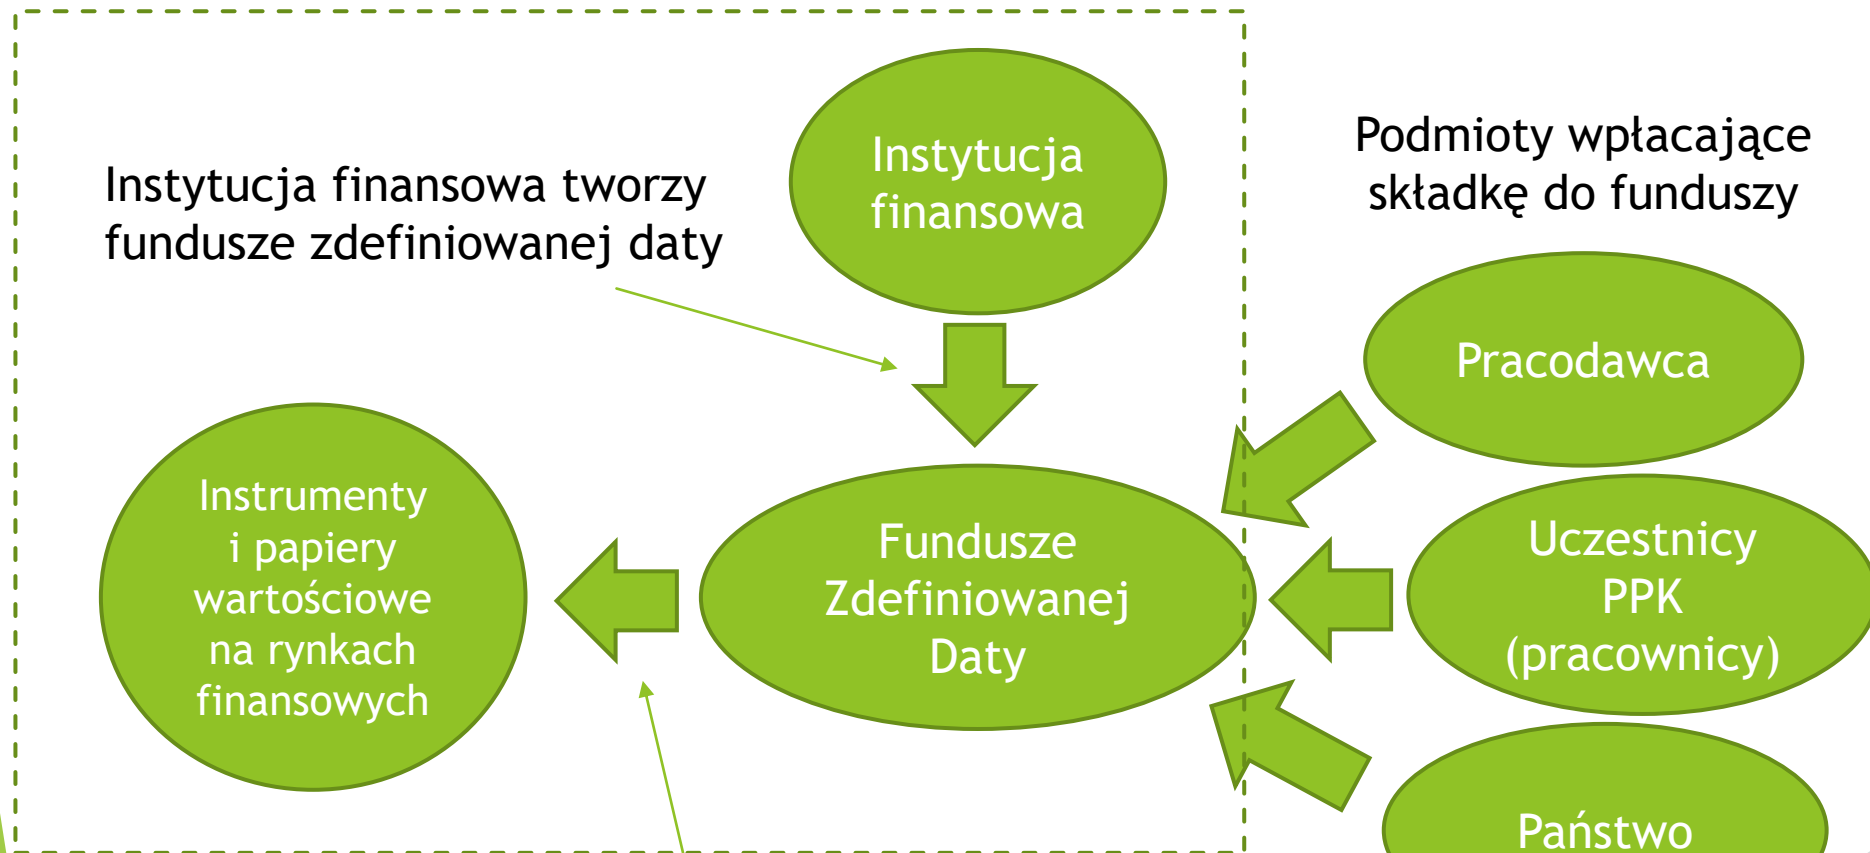 Instytucja finansowa tworzy
fundusze zdefiniowanej daty
Instytucja
finansowa
Podmioty wpłacające
składkę do funduszy
Pracodawca
Instrumenty
i papiery
wartościowe
na rynkach
finansowych
Fundusze
Zdefiniowanej
Daty
Uczestnicy
PPK
(pracownicy)
Państwo